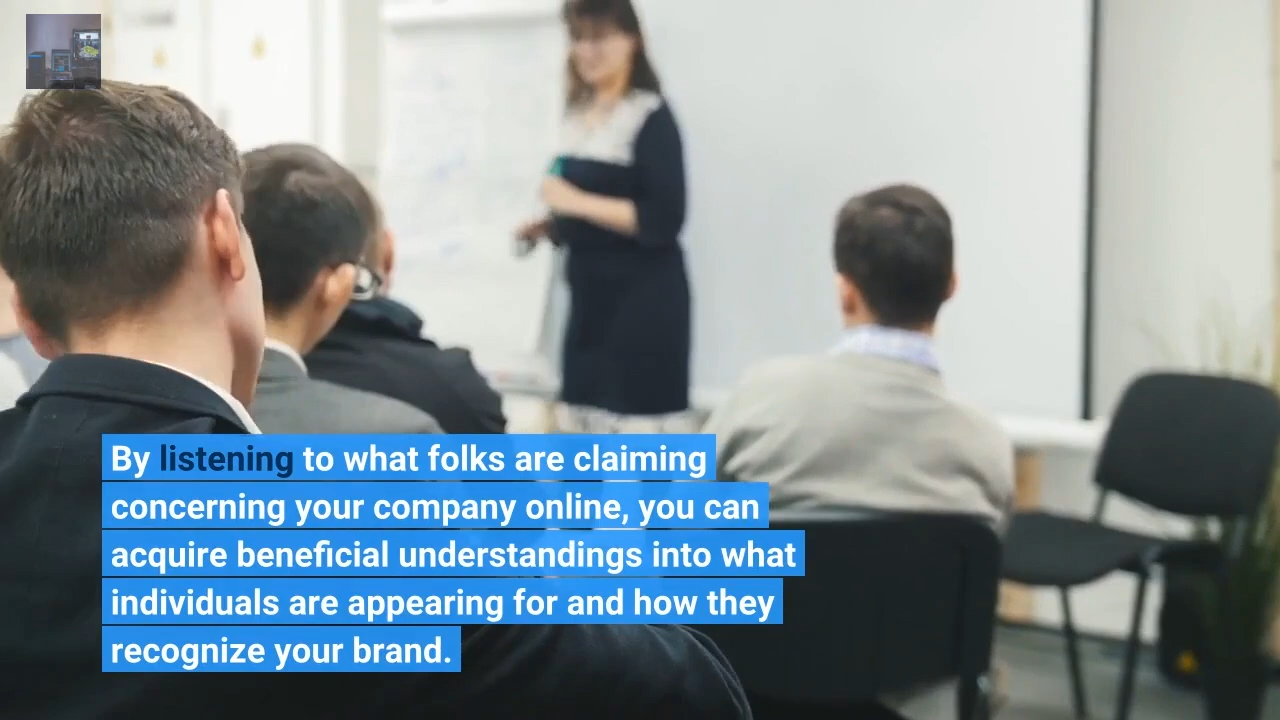 By listening to what folks are claiming
concerning your company online, you can
acquire beneficial understandings into what
individuals are appearing for and how they
recognize your brand.